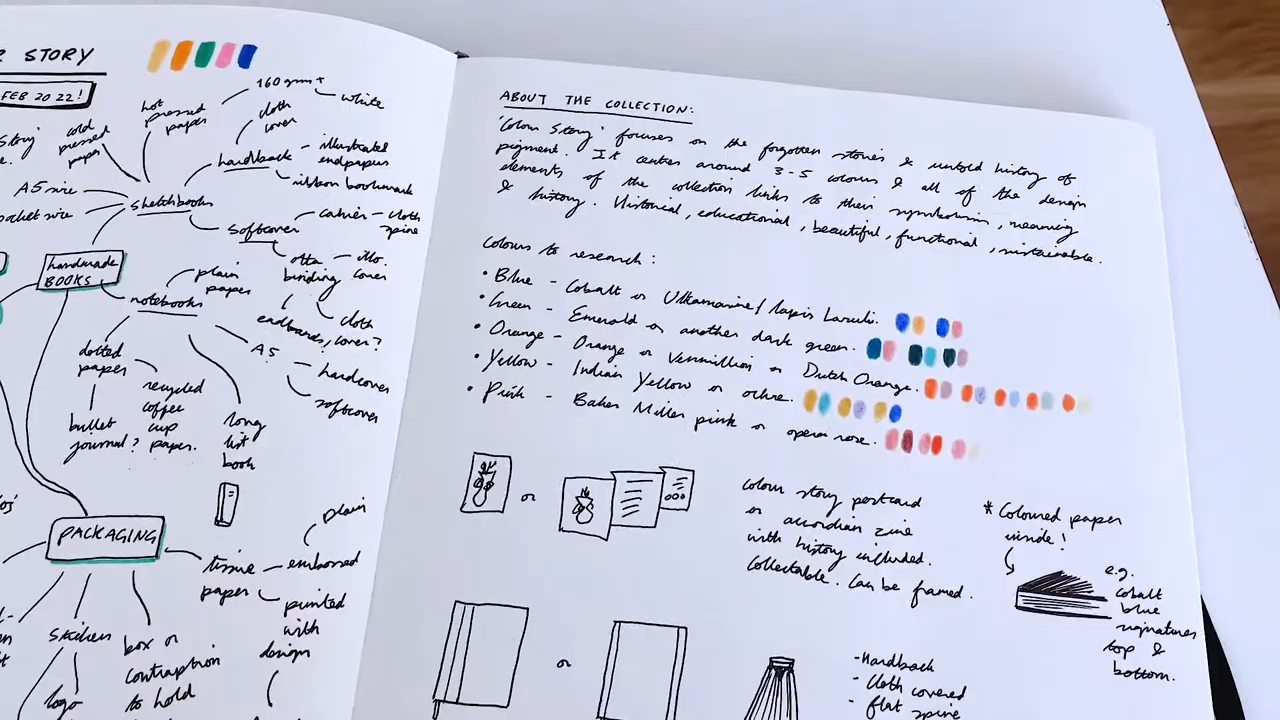 STORY
FEB 2022!
Story'
cold
pressed
paper
hot
pressed
paper
160gsm+
white
cloth
cover
hardback - illustrated
endpapers
ribbon bookmark
A5 size
pocket size
sketchbooks
softcover
cahier - cloth
spine
otta
binding
illo.
cover
endbands,
cloth
cover?
handmade
BOOKS
notebooks
plain
paper
dotted
paper
bullet
journal?
recycled
coffee
cup
paper.
long
list
book
A5
hardcover
softcover
PACKAGING
tissue
paper
plain
embossed
printed
with
design
stickers
logo
box or
contraption
to hold
ABOUT THE COLLECTION:
'Colour Story' focuses on the forgotten stories & untold history of
pigment. It centers around 3-5 colours & all of the design
elements of the collection links to their symbolism, meaning
& history. Historical, educational, beautiful, functional, sustainable.
Colours to research:
• Blue - Cobalt or Ultramarine/Lapis Lazuli.
• Green - Emerald or another dark green.
• Orange - Orange or Vermillion or Dutch Orange.
• Yellow - Indian Yellow or ochre.
• Pink - Baker Miller pink or opera rose.
or
Colour story postcard
or accordian zine
with history included.
Collectable. Can be framed.
* Coloured paper
inside!
e.g.
cobalt
blue
signatures
top &
bottom.
or
- Hardback
- Cloth covered
- flat spine